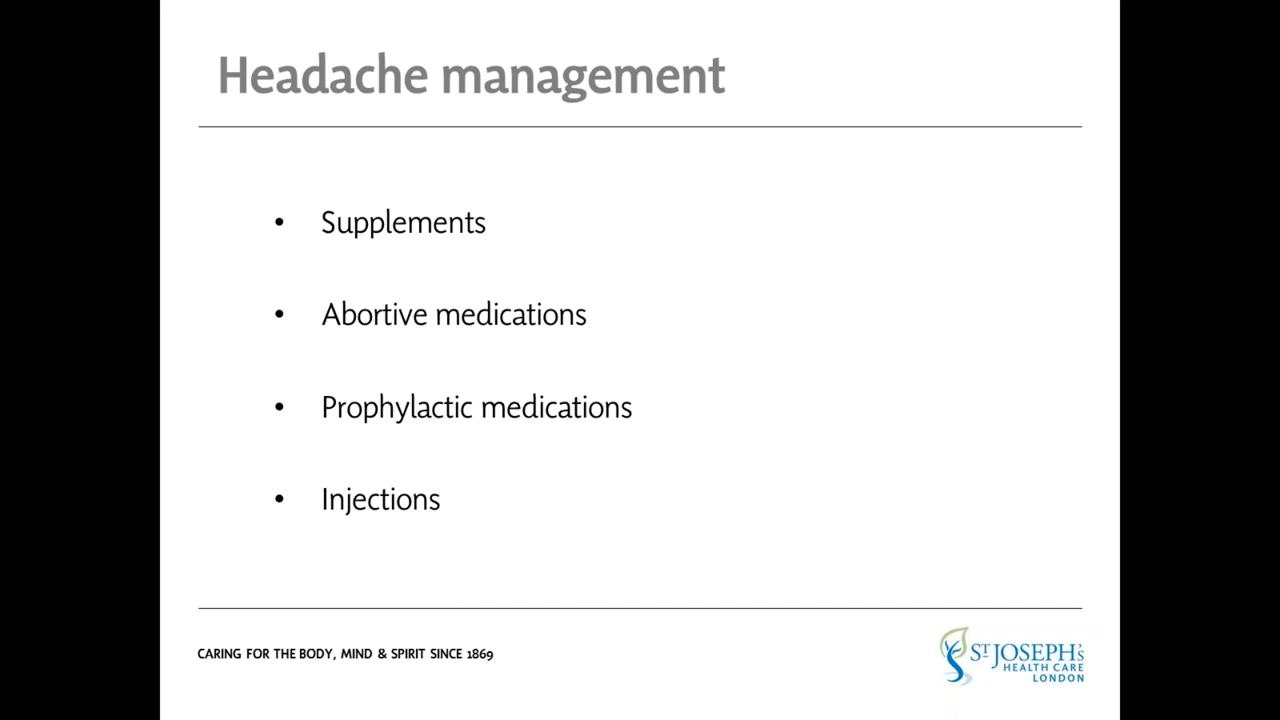 Headache management
• Supplements
• Abortive medications
• Prophylactic medications
• Injections
CARING FOR THE BODY, MIND & SPIRIT SINCE 1869
ST JOSEPH'S
HEALTH CARE
LONDON